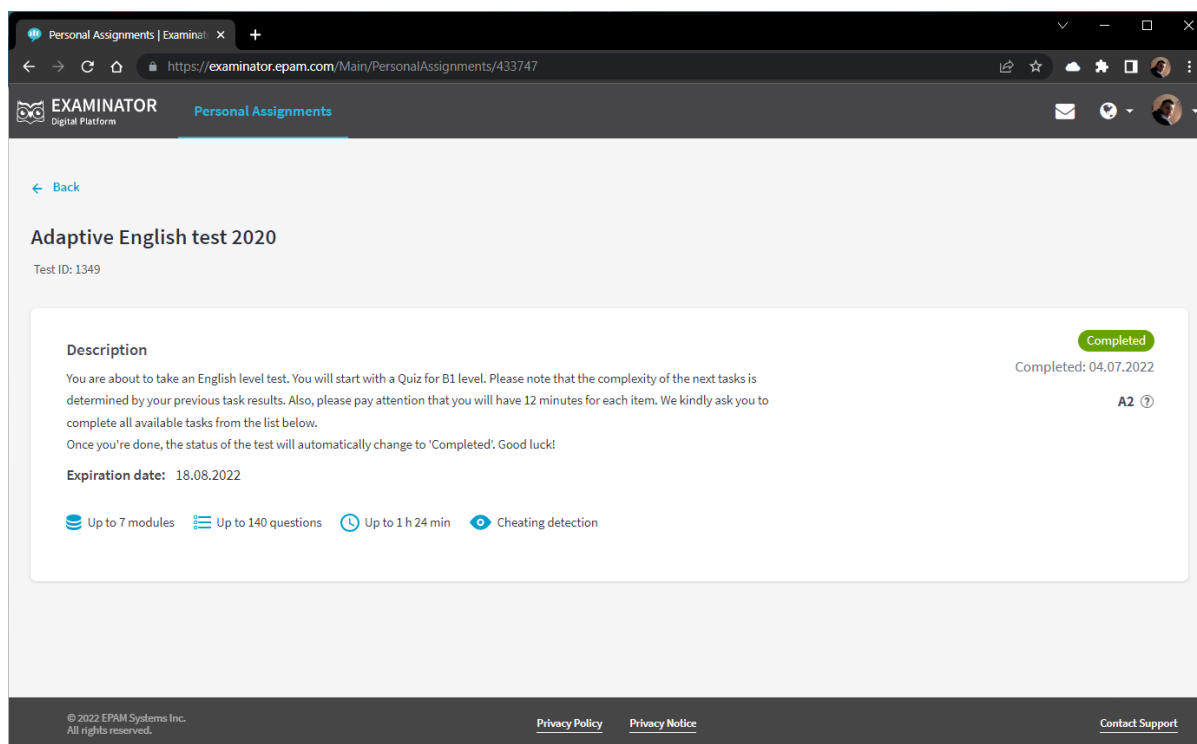 Personal Assignments | Examinat
https://examinator.epam.com/Main/PersonalAssignments/433747
EXAMINATOR
Digital Platform
Personal Assignments
Back
Adaptive English test 2020
Test ID: 1349
Description
Completed
Completed: 04.07.2022
A2
You are about to take an English level test. You will start with a Quiz for B1 level. Please note that the complexity of the next tasks is
determined by your previous task results. Also, please pay attention that you will have 12 minutes for each item. We kindly ask you to
complete all available tasks from the list below.
Once you're done, the status of the test will automatically change to 'Completed'. Good luck!
Expiration date: 18.08.2022
Up to 7 modules Up to 140 questions Up to 1 h 24 min Cheating detection
© 2022 EPAM Systems Inc.
All rights reserved.
Privacy Policy Privacy Notice Contact Support